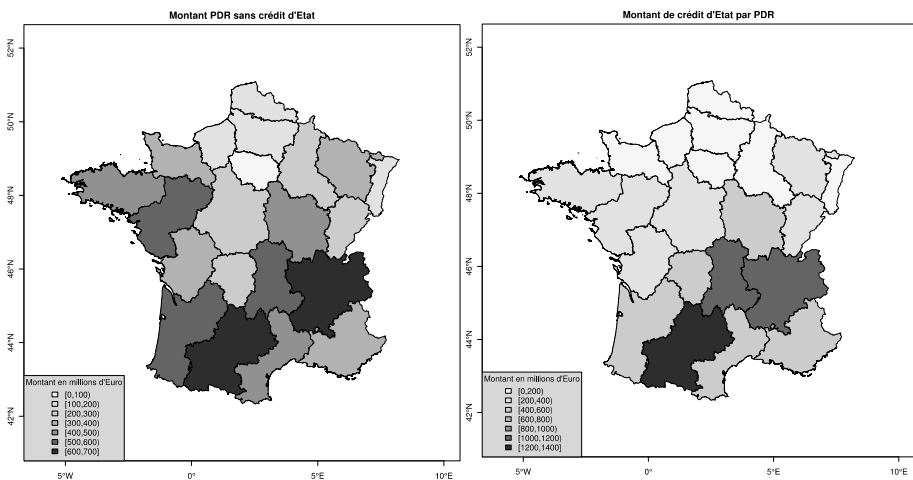 Montant PDR sans crédit d'Etat
52°N
50°N
48°N
46°N
44°N
42°N
5°W
0°
5°E
10°E
Montant en millions d'Euro
[0,100)
[100,200)
[200,300)
[300,400)
[400,500)
[500,600)
[600,700]
Montant de crédit d'Etat par PDR
52°N
50°N
48°N
46°N
44°N
42°N
5°W
0°
5°E
10°E
Montant en millions d'Euro
[0,200)
[200,400)
[400,600)
[600,800)
[800,1000)
[1000,1200)
[1200,1400]